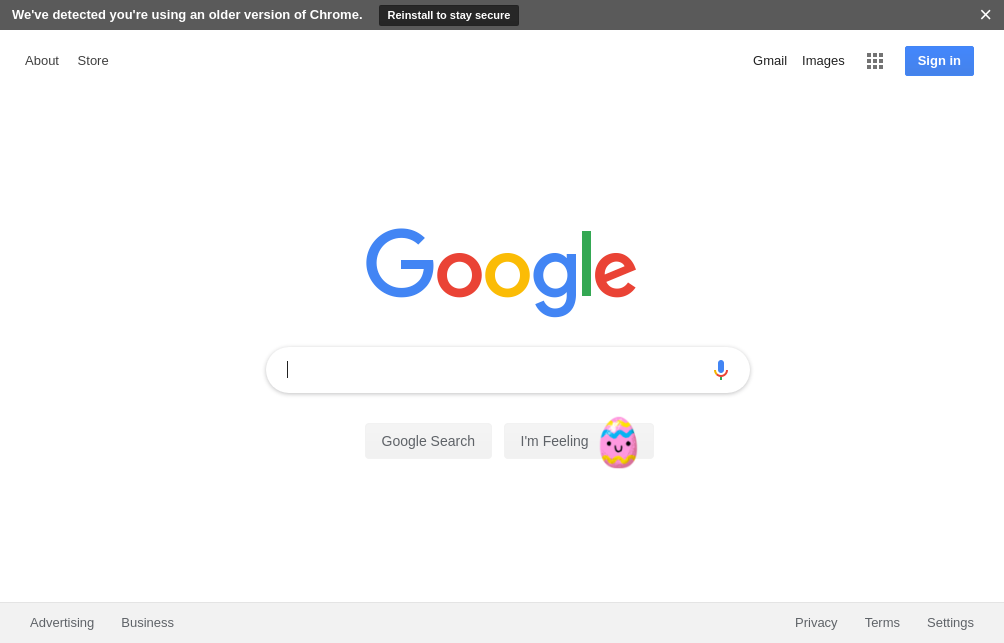 We've detected you're using an older version of Chrome. Reinstall to stay secure
About Store Gmail Images Sign in
Google
Google Search I'm Feeling
Advertising Business Privacy Terms Settings